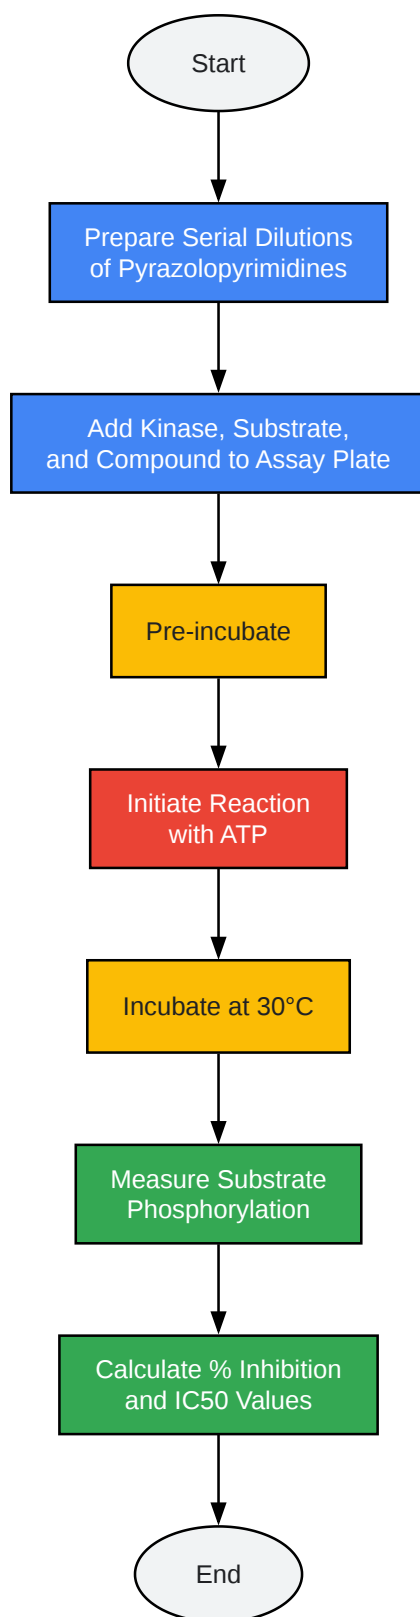 Start
Prepare Serial Dilutions
of Pyrazolopyrimidines
Add Kinase, Substrate,
and Compound to Assay Plate
Pre-incubate
Initiate Reaction
with ATP
Incubate at 30°C
Measure Substrate
Phosphorylation
Calculate % Inhibition
and IC50 Values
End